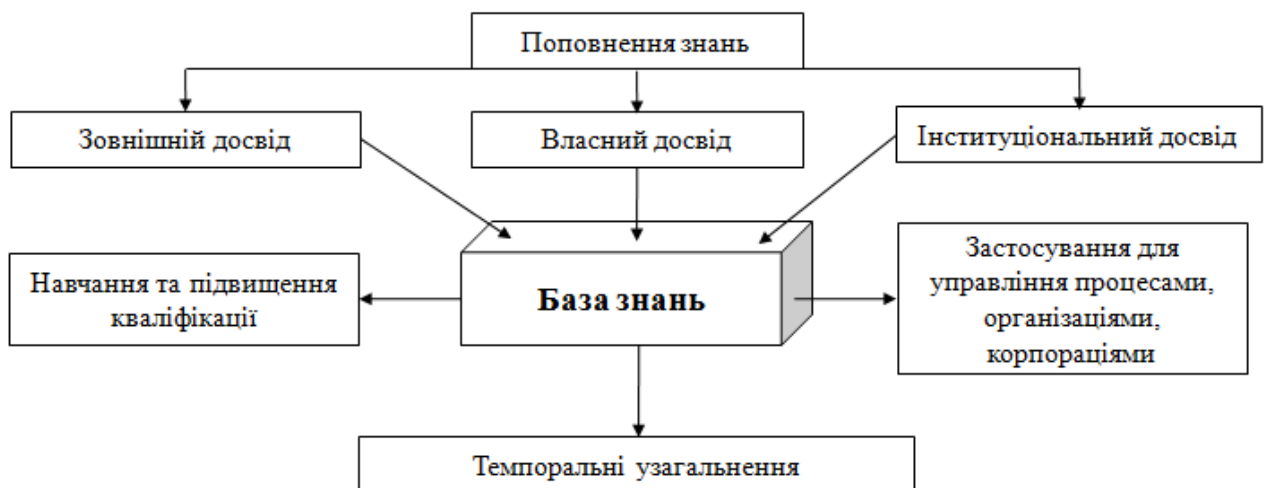 Поповнення знань
Зовнішній досвід
Власний досвід
Інституціональний досвід
Навчання та підвищення
кваліфікації
База знань
Застосування для
управління процесами,
організаціями,
корпораціями
Темпоральні узагальнення